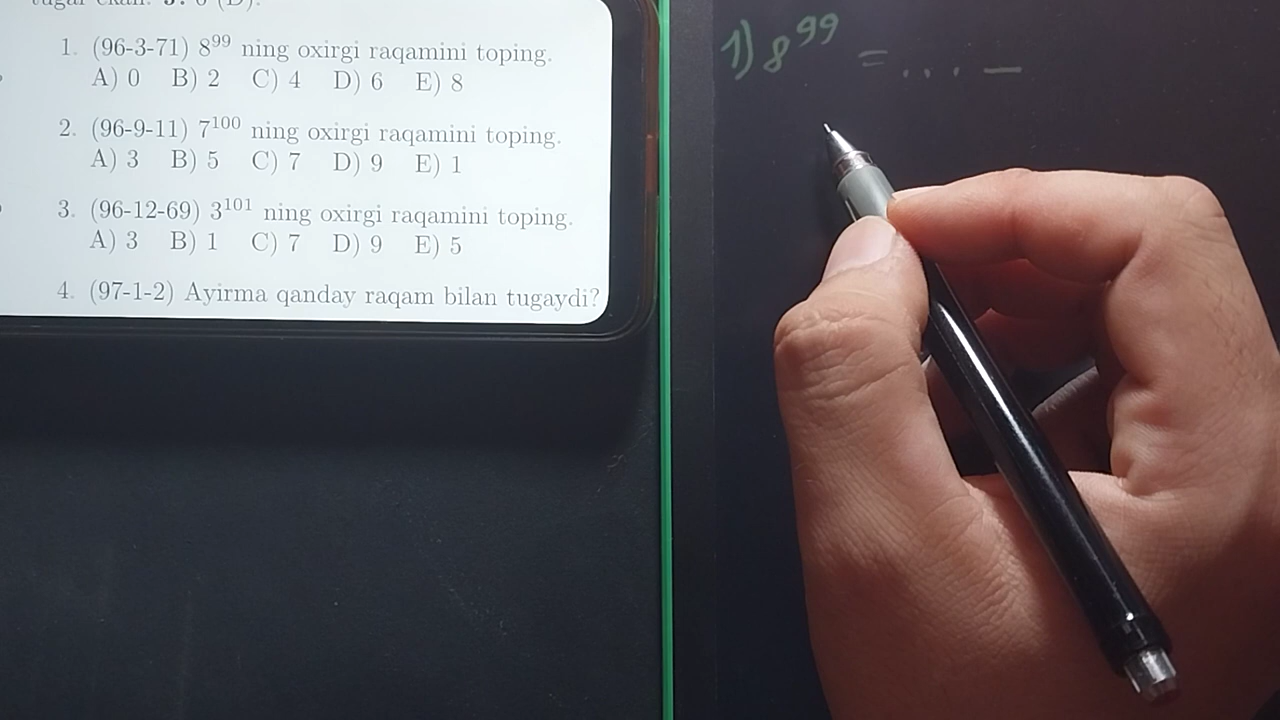 1. (96-3-71) 8⁹⁹ ning oxirgi raqamini toping.
A) 0 B) 2 C) 4 D) 6 E) 8
2. (96-9-11) 7¹⁰⁰ ning oxirgi raqamini toping.
A) 3 B) 5 C) 7 D) 9 E) 1
3. (96-12-69) 3¹⁰¹ ning oxirgi raqamini toping.
A) 3 B) 1 C) 7 D) 9 E) 5
4. (97-1-2) Ayirma qanday raqam bilan tugaydi?
1) 8⁹⁹ = ... _